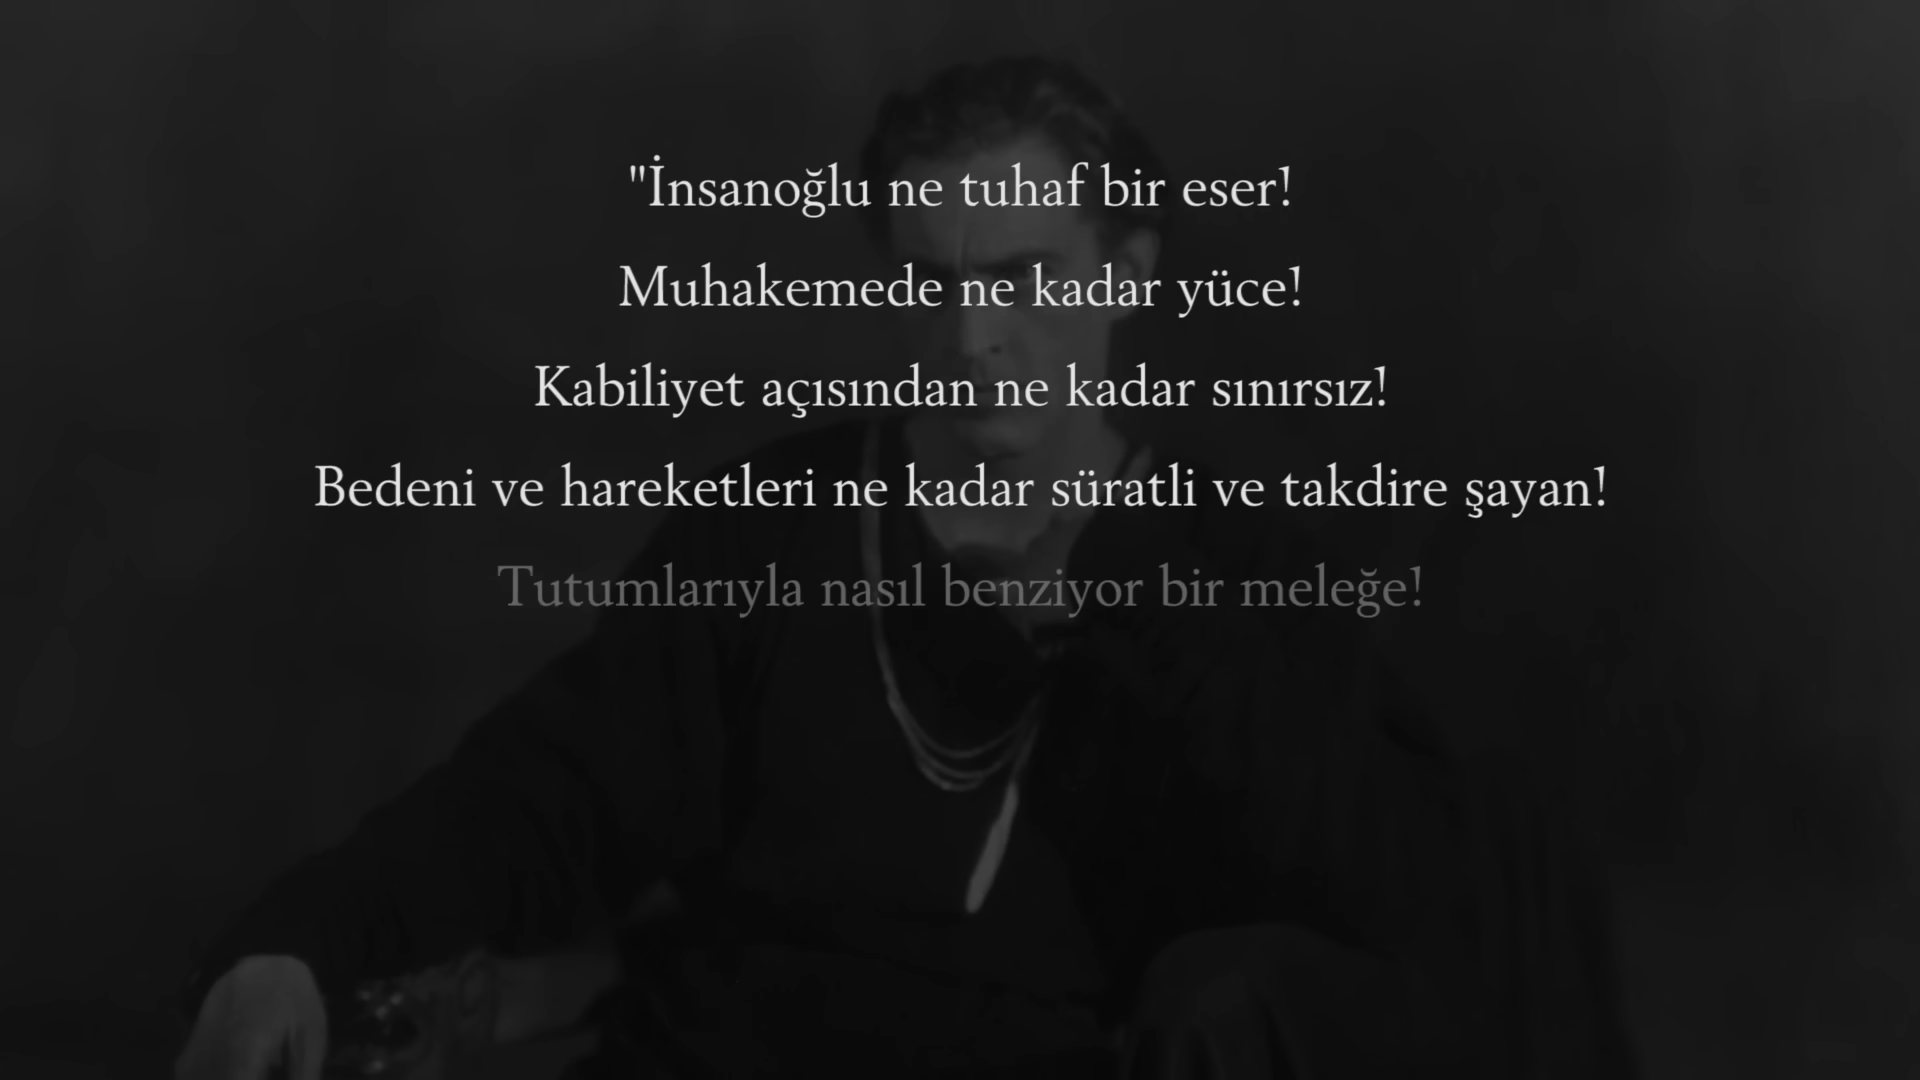 "İnsanoğlu ne tuhaf bir eser!
Muhakemede ne kadar yüce!
Kabiliyet açısından ne kadar sınırsız!
Bedeni ve hareketleri ne kadar süratli ve takdire şayan!
Tutumlarıyla nasıl benziyor bir meleğe!